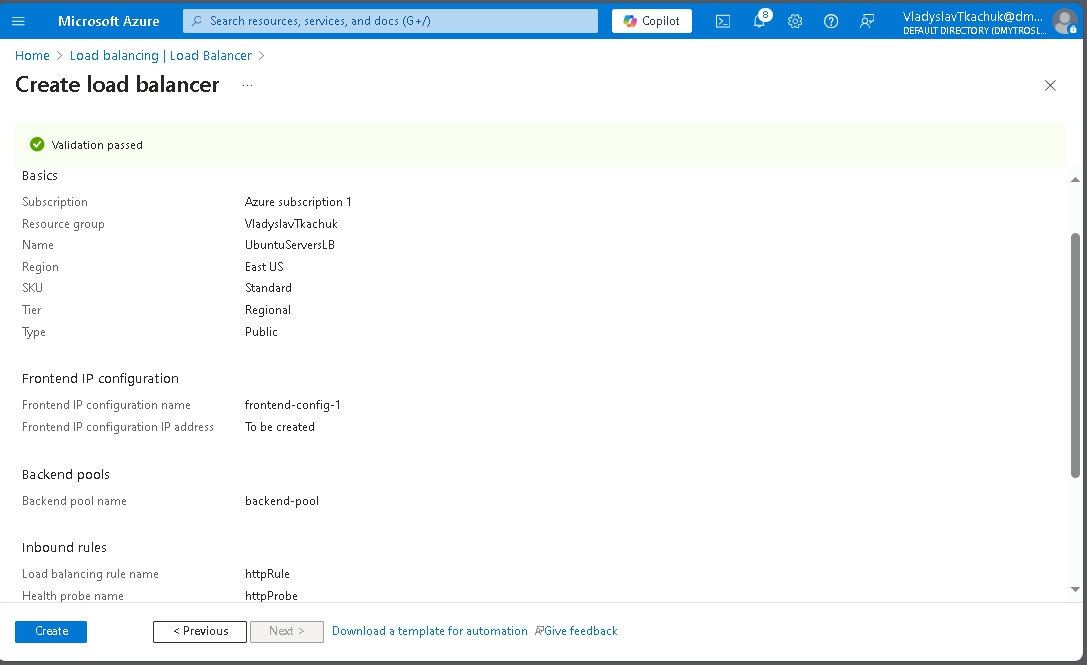 Microsoft Azure
Search resources, services, and docs (G+/)
Copilot
8
VladyslavTkachuk@dm...
DEFAULT DIRECTORY (DMYTROSL...
Home > Load balancing | Load Balancer >
Create load balancer ...
Validation passed
Basics
Subscription Azure subscription 1
Resource group VladyslavTkachuk
Name UbuntuServersLB
Region East US
SKU Standard
Tier Regional
Type Public
Frontend IP configuration
Frontend IP configuration name frontend-config-1
Frontend IP configuration IP address To be created
Backend pools
Backend pool name backend-pool
Inbound rules
Load balancing rule name httpRule
Health probe name httpProbe
Create < Previous Next > Download a template for automation Give feedback